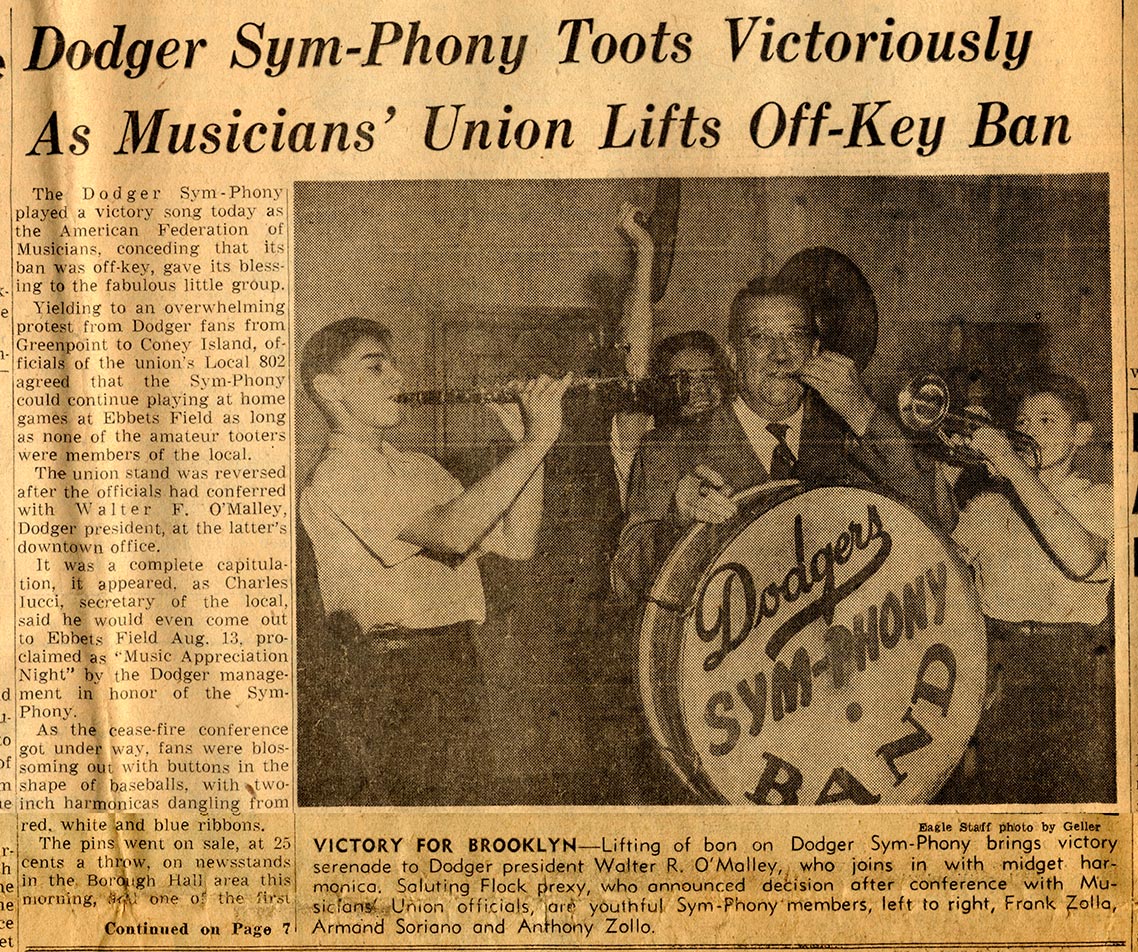 Dodger Sym-Phony Toots Victoriously
As Musicians' Union Lifts Off-Key Ban
The Dodger Sym-Phony
played a victory song today as
the American Federation of
Musicians, conceding that its
ban was off-key, gave its bless-
ing to the fabulous little group.
Yielding to an overwhelming
protest from Dodger fans from
Greenpoint to Coney Island, of-
ficials of the union's Local 802
agreed that the Sym-Phony
could continue playing at home
games at Ebbets Field as long
as none of the amateur tooters
were members of the local.
The union stand was reversed
after the officials had conferred
with Walter F. O'Malley,
Dodger president, at the latter's
downtown office.
It was a complete capitula-
tion, it appeared, as Charles
Iucci, secretary of the local,
said he would even come out
to Ebbets Field Aug. 13, pro-
claimed as "Music Appreciation
Night" by the Dodger manage-
ment in honor of the Sym-
Phony.
As the cease-fire conference
got under way, fans were blos-
soming out with buttons in the
shape of baseballs, with two-
inch harmonicas dangling from
red, white and blue ribbons.
The pins went on sale, at 25
cents a throw, on newsstands
in the Borough Hall area this
morning, one of the first
Continued on Page 7
Dodgers
SYM-PHONY
BAND
Eagle Staff photo by Geller
VICTORY FOR BROOKLYN—Lifting of ban on Dodger Sym-Phony brings victory
serenade to Dodger president Walter R. O'Malley, who joins in with midget har-
monica. Saluting Flock prexy, who announced decision after conference with Mu-
sicians' Union officials, are youthful Sym-Phony members, left to right, Frank Zolla,
Armand Soriano and Anthony Zollo.